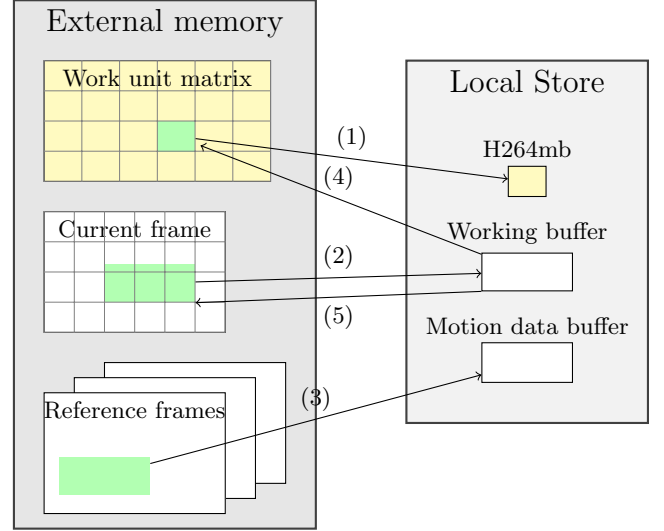 External memory
Work unit matrix
Local Store
(1)
H264mb
(4)
Current frame
Working buffer
(2)
(5)
Motion data buffer
(3)
Reference frames